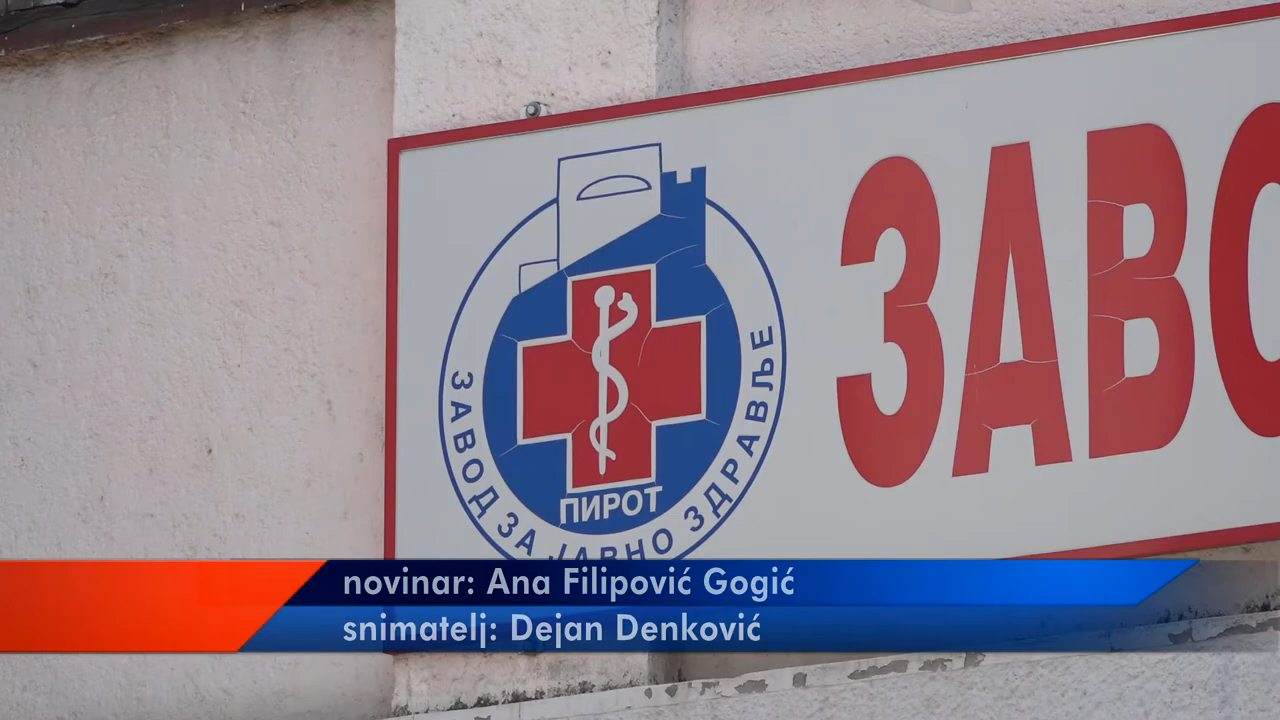 ЗАВО
ЗАВОД ЗА ЈАВНО ЗДРАВЉЕ
ПИРОТ
novinar: Ana Filipović Gogić
snimatelj: Dejan Denković